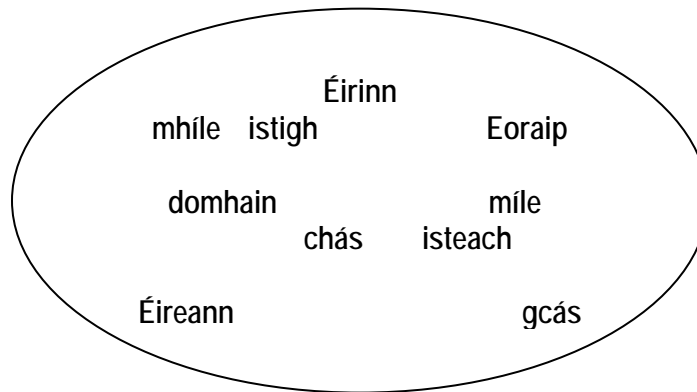 Éirinn
mhíle istigh Eoraip
domhain míle
chás isteach
Éireann gcás